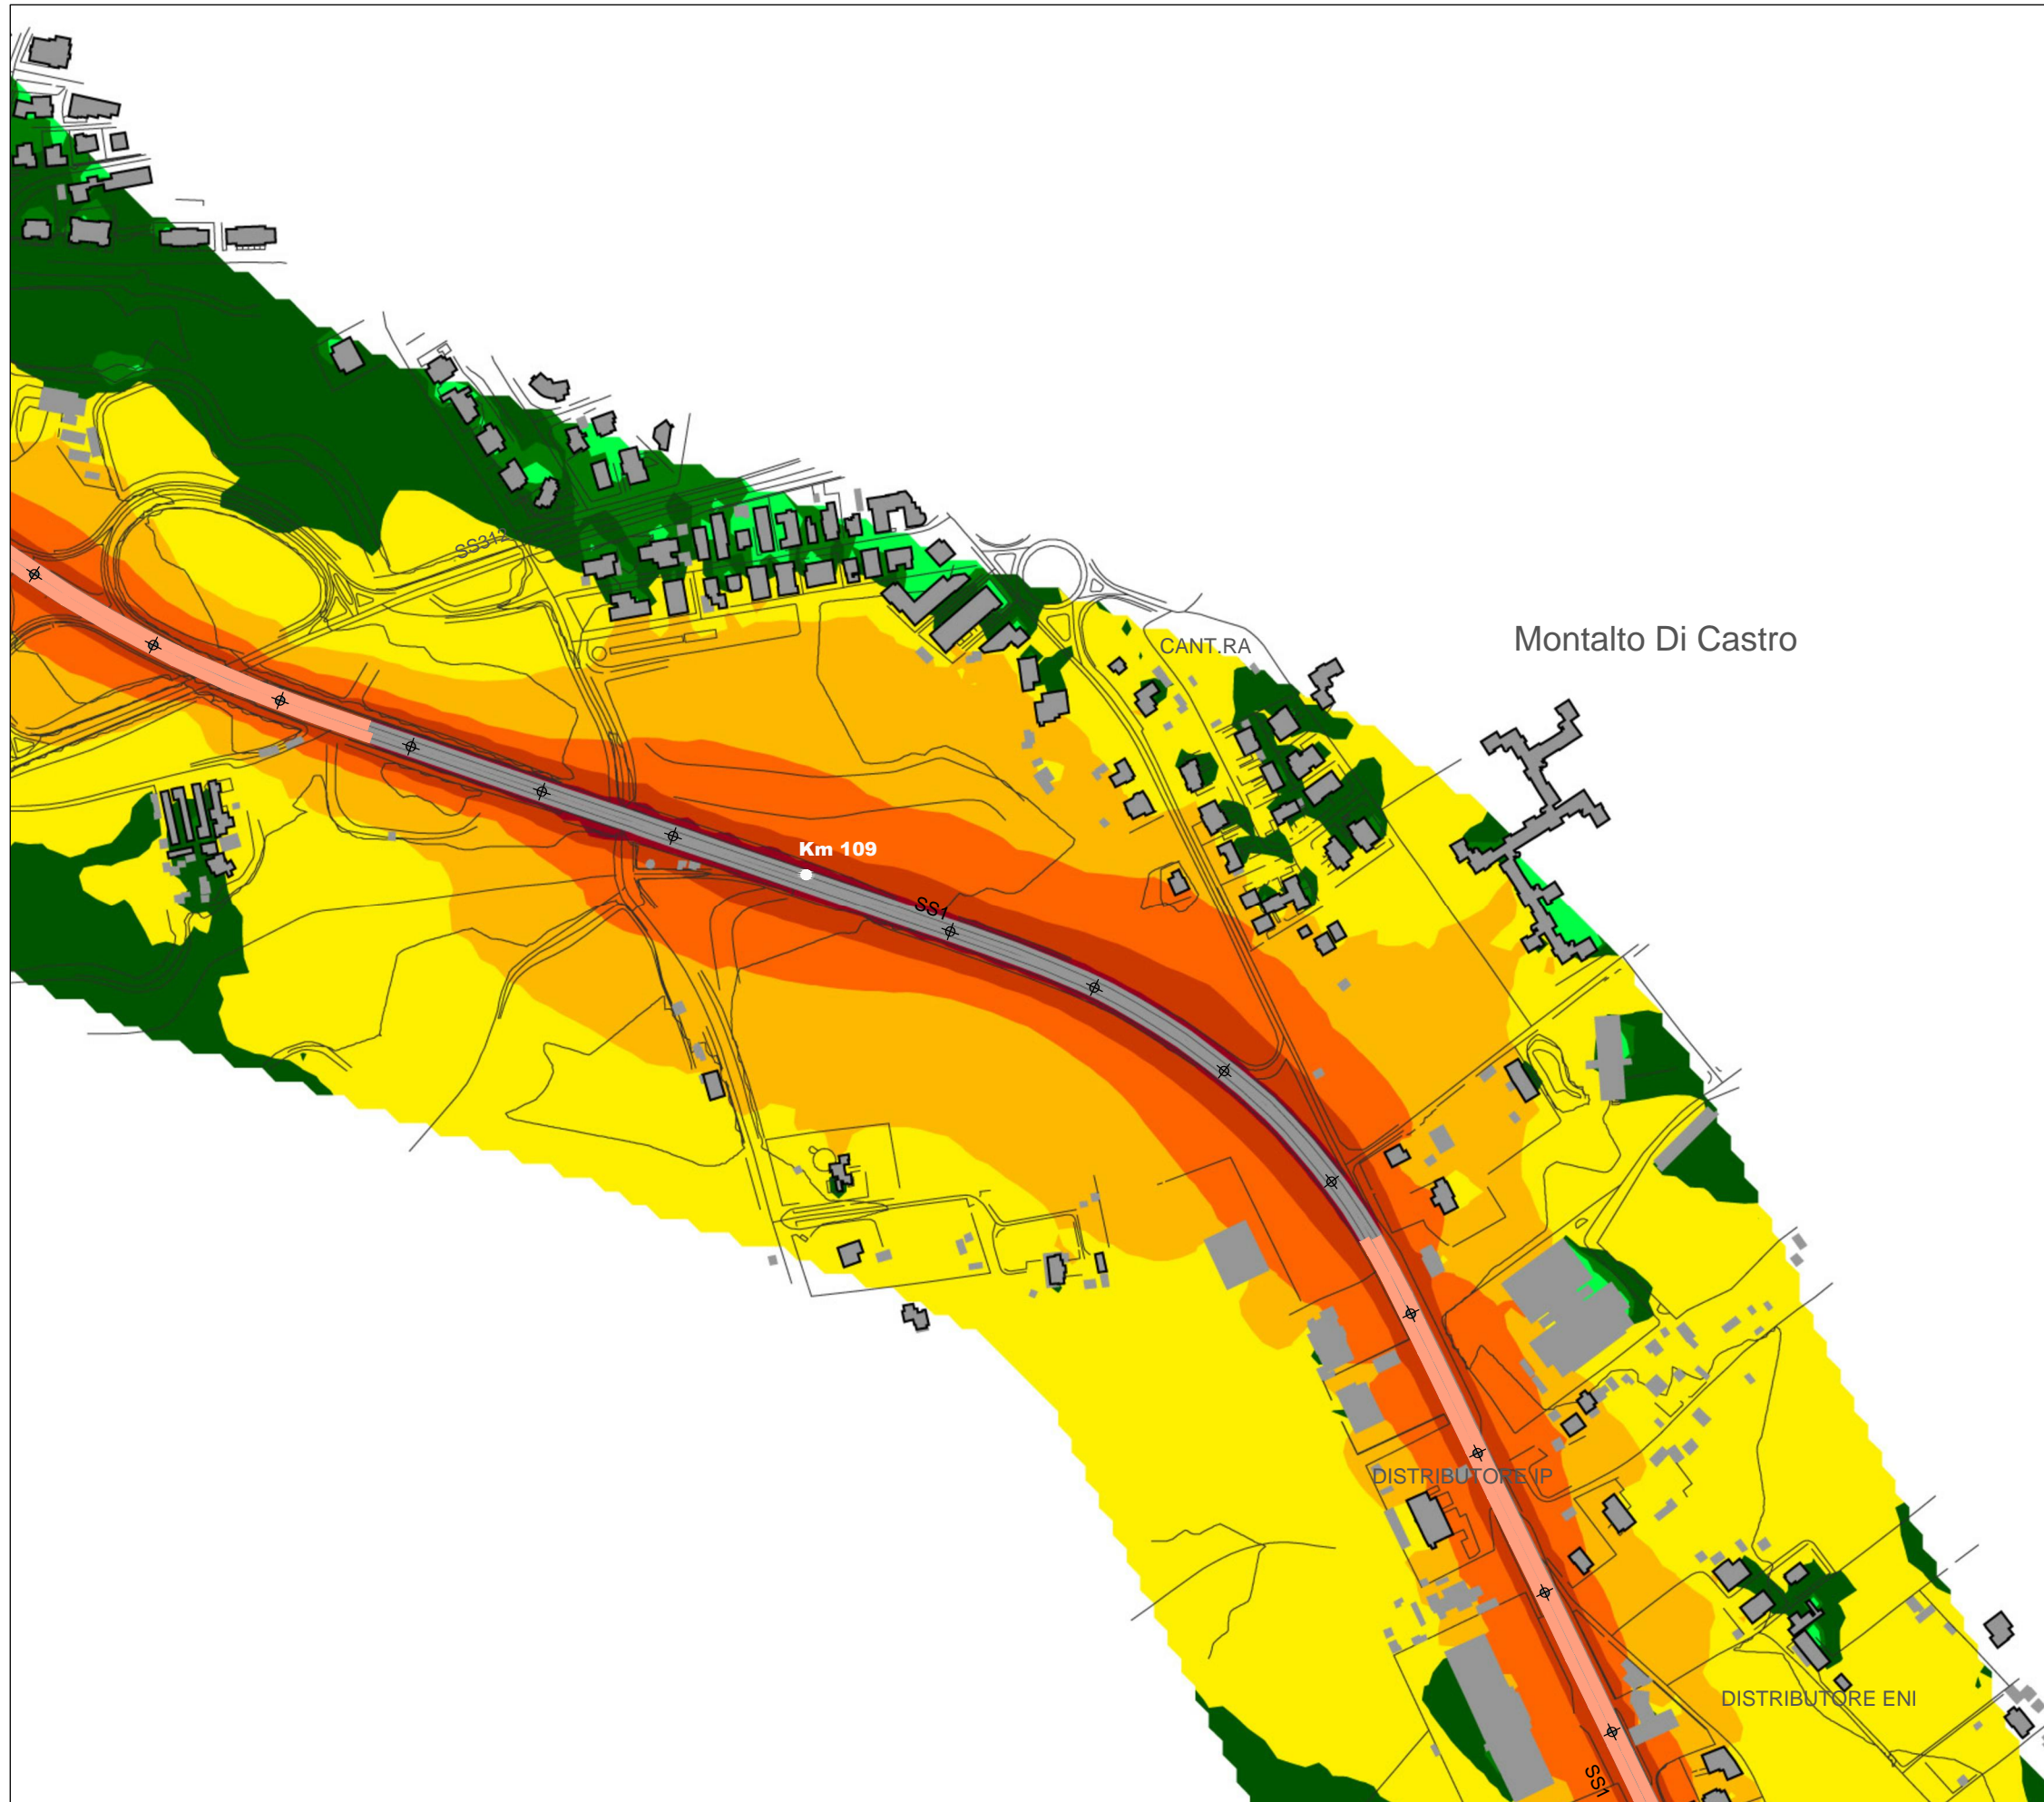 SS312
CANT.RA
Montalto Di Castro
Km 109
SS1
DISTRIBUTORE IP
DISTRIBUTORE ENI
SS1